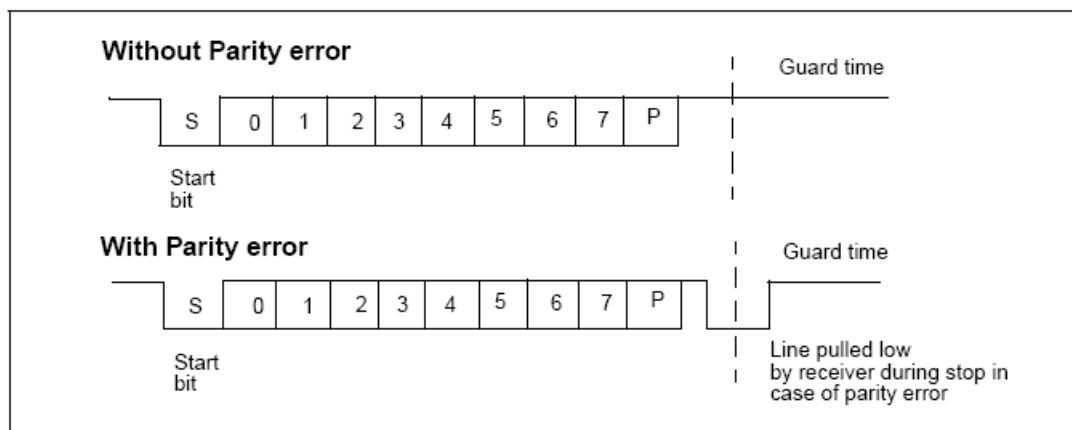 Without Parity error
Guard time
S 0 1 2 3 4 5 6 7 P
Start
bit
With Parity error
Guard time
S 0 1 2 3 4 5 6 7 P
Start
bit
Line pulled low
by receiver during stop in
case of parity error